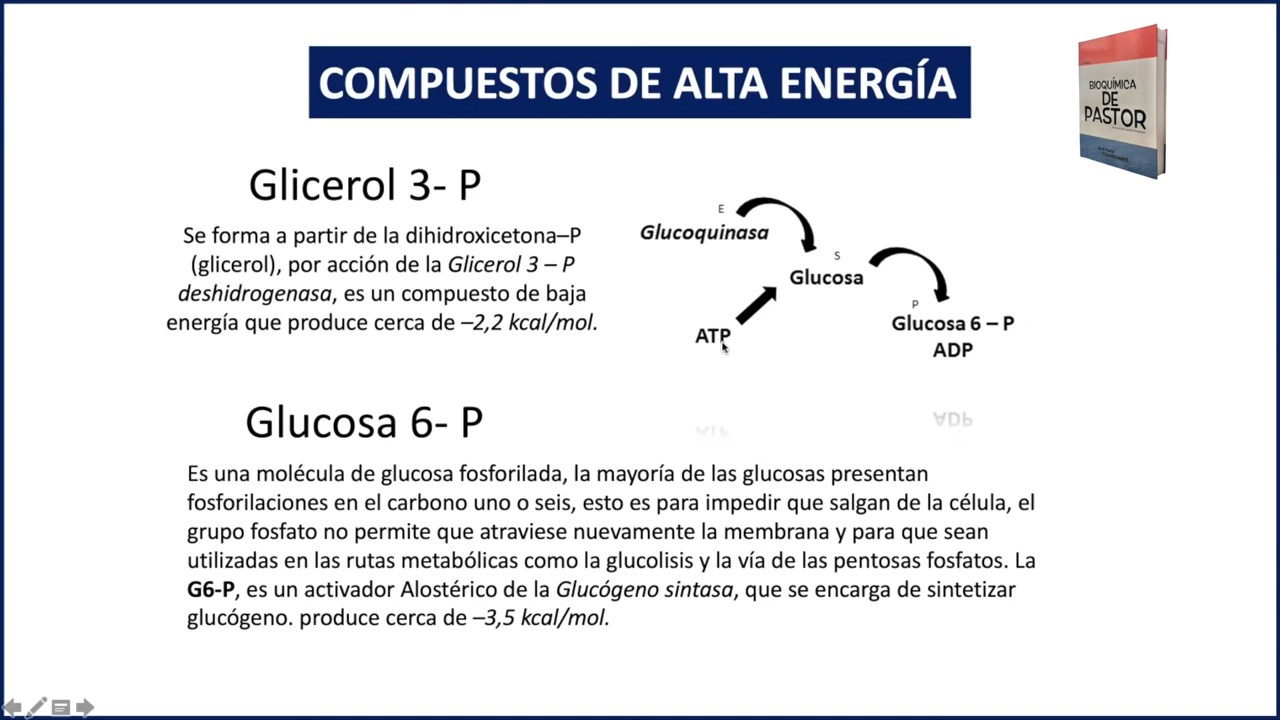 COMPUESTOS DE ALTA ENERGÍA
BIOQUÍMICA
DE
PASTOR
Glicerol 3- P
Se forma a partir de la dihidroxicetona–P
(glicerol), por acción de la Glicerol 3 – P
deshidrogenasa, es un compuesto de baja
energía que produce cerca de –2,2 kcal/mol.
E
Glucoquinasa
S
Glucosa
P
Glucosa 6 – P
ATP
ADP
Glucosa 6- P
Es una molécula de glucosa fosforilada, la mayoría de las glucosas presentan
fosforilaciones en el carbono uno o seis, esto es para impedir que salgan de la célula, el
grupo fosfato no permite que atraviese nuevamente la membrana y para que sean
utilizadas en las rutas metabólicas como la glucolisis y la vía de las pentosas fosfatos. La
G6-P, es un activador Alostérico de la Glucógeno sintasa, que se encarga de sintetizar
glucógeno. produce cerca de –3,5 kcal/mol.